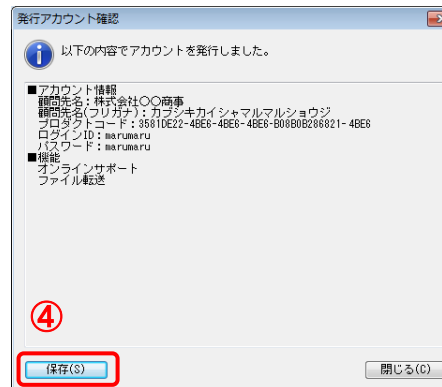 発行アカウント確認
以下の内容でアカウントを発行しました。
■アカウント情報
顧問先名：株式会社〇〇商事
顧問先名(フリガナ)：カブシキカイシャマルマルショウジ
プロダクトコード：3581DE22-4BE6-4BE6-4BE6-B08B0B286821-4BE6
ログインID：marumaru
パスワード：marumaru
■機能
オンラインサポート
ファイル転送
④
保存(S)
閉じる(C)